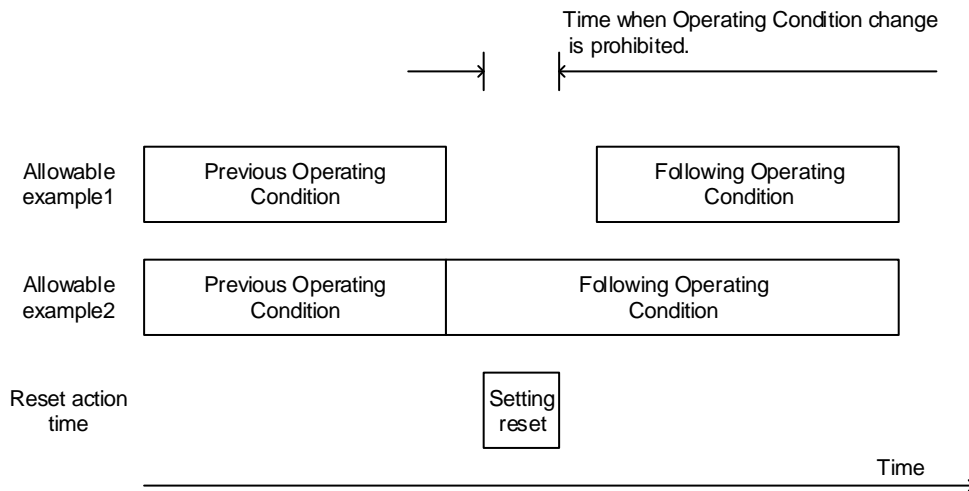 Time when Operating Condition change
is prohibited.
Allowable
example1
Previous Operating
Condition
Following Operating
Condition
Allowable
example2
Previous Operating
Condition
Following Operating
Condition
Reset action
time
Setting
reset
Time